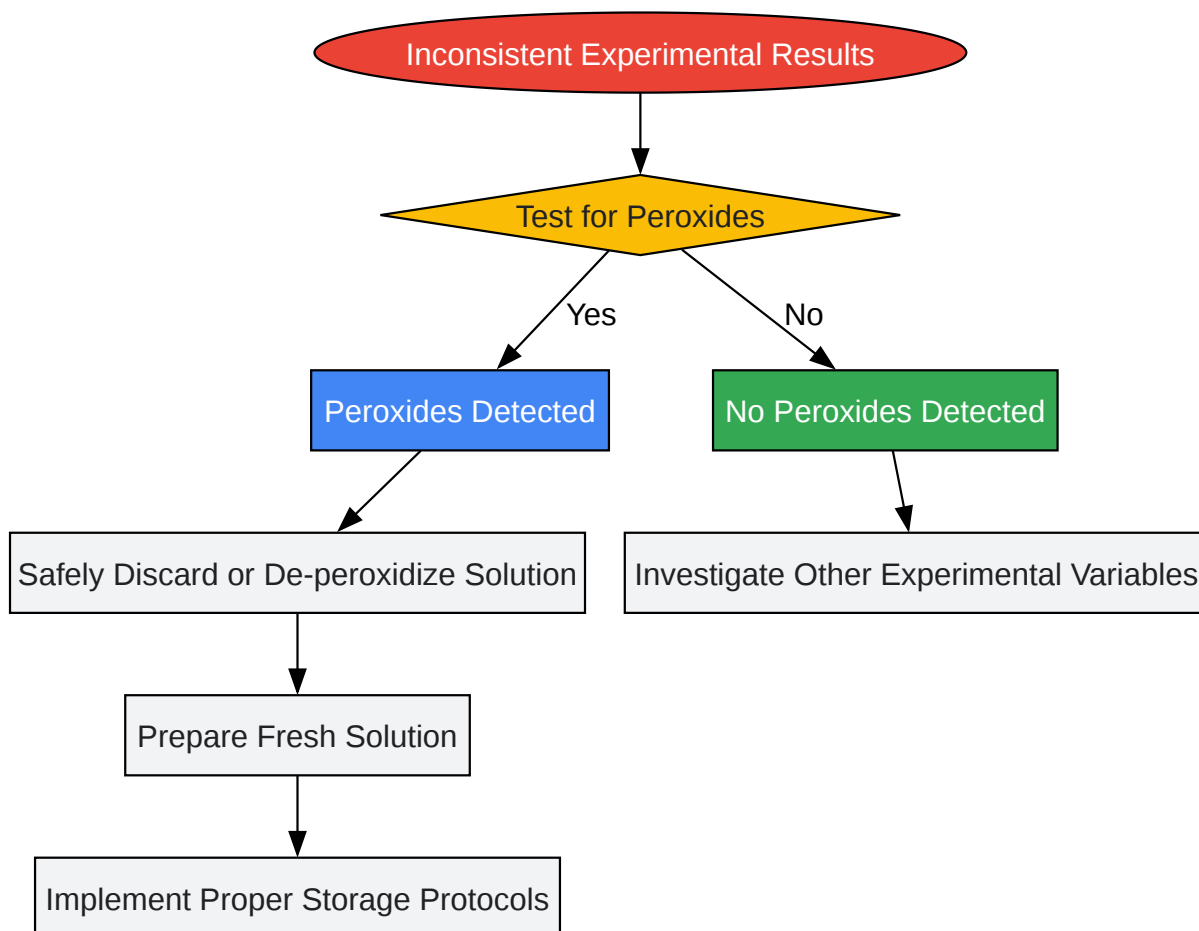 Inconsistent Experimental Results
Test for Peroxides
Yes
No
Peroxides Detected
No Peroxides Detected
Safely Discard or De-peroxidize Solution
Investigate Other Experimental Variables
Prepare Fresh Solution
Implement Proper Storage Protocols